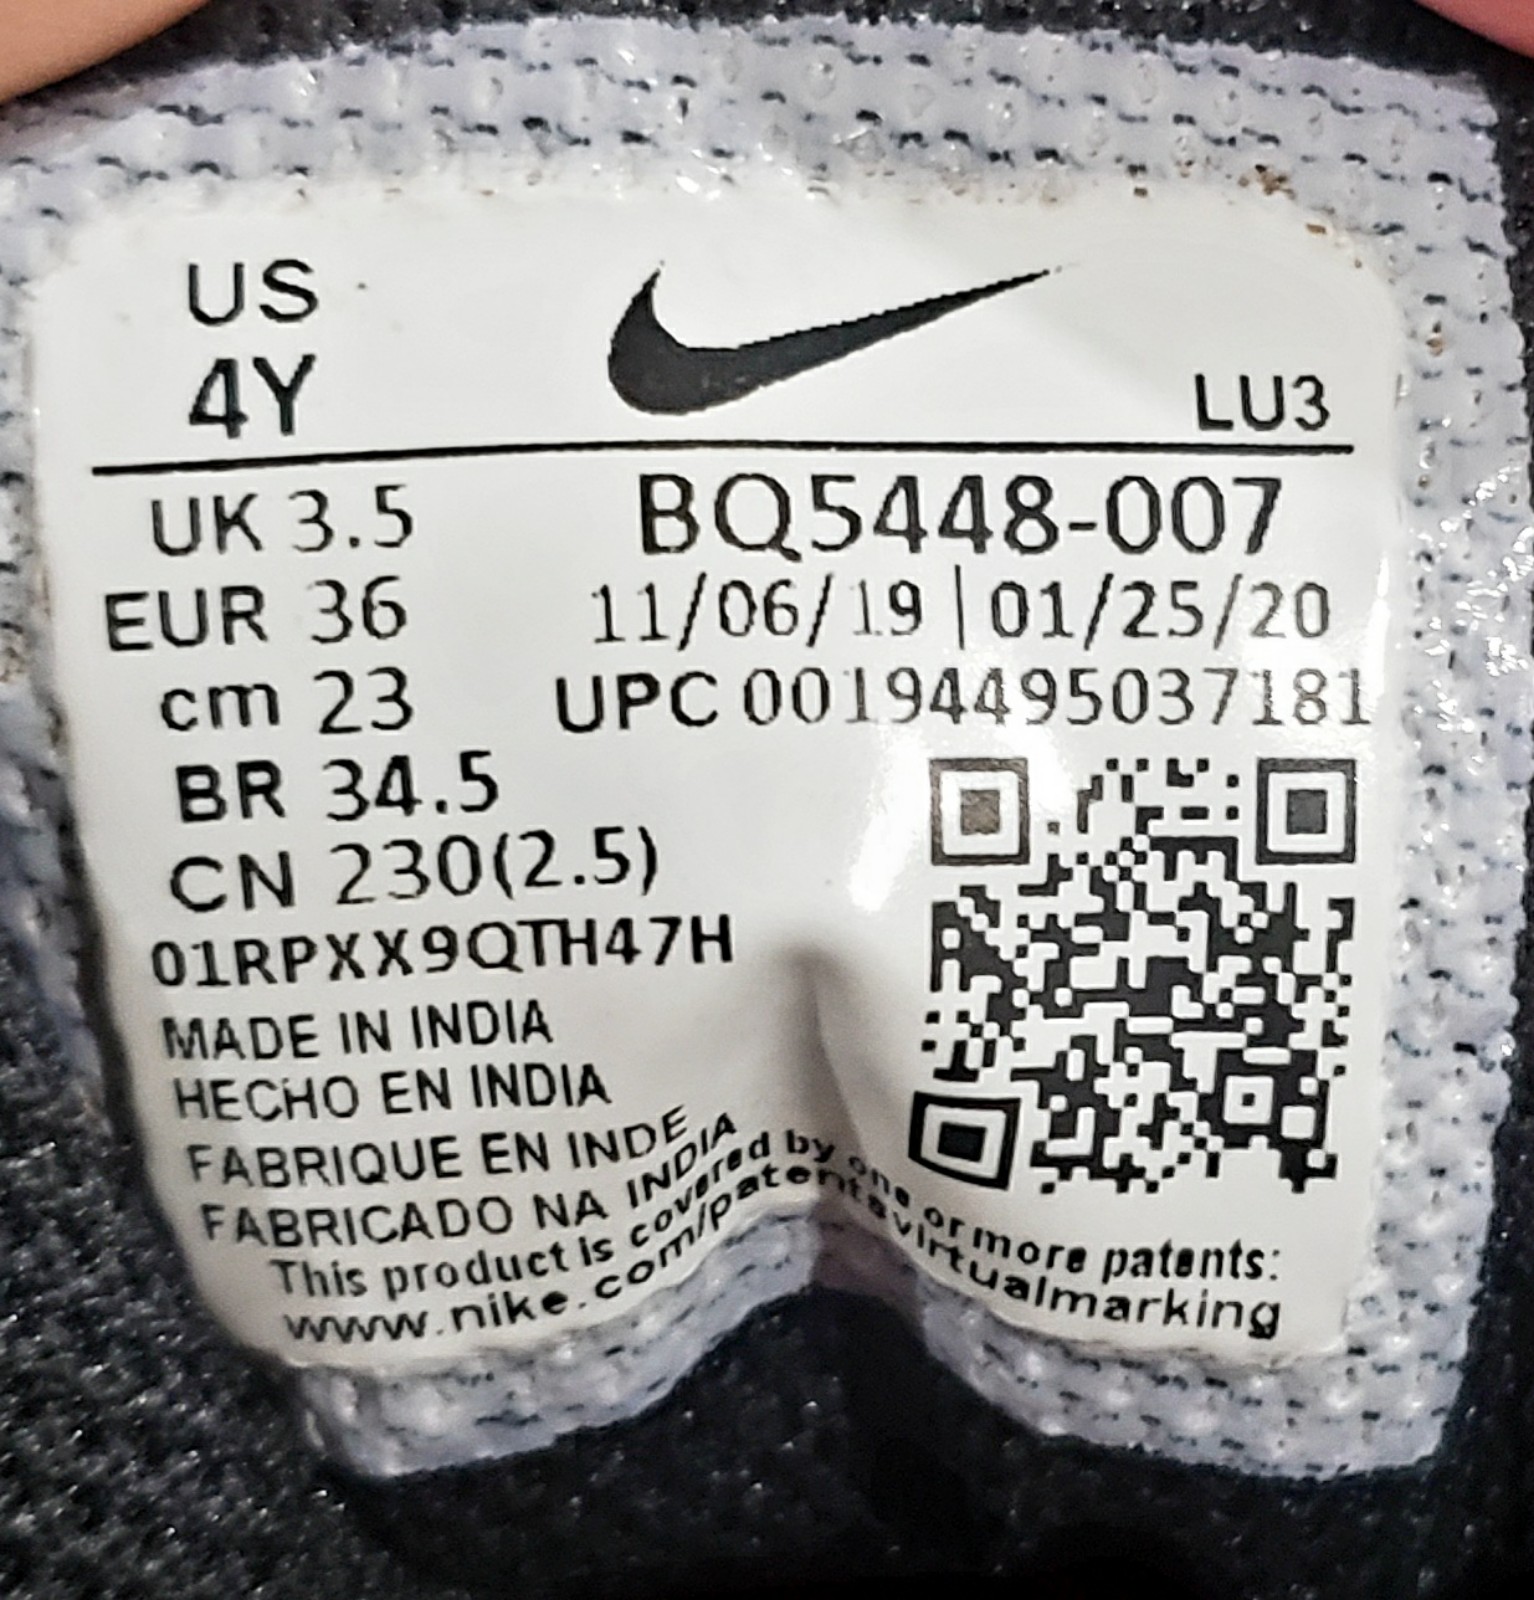 US
4Y
LU3
UK 3.5
BQ5448-007
EUR 36
11/06/19 | 01/25/20
cm 23
UPC 00194495037181
BR 34.5
CN 230(2.5)
01RPXX9QTH47H
MADE IN INDIA
HECHO EN INDIA
FABRIQUE EN INDE
FABRICADO NA INDIA
This product is covered by one or more patents:
www.nike.com/patentsvirtualmarking